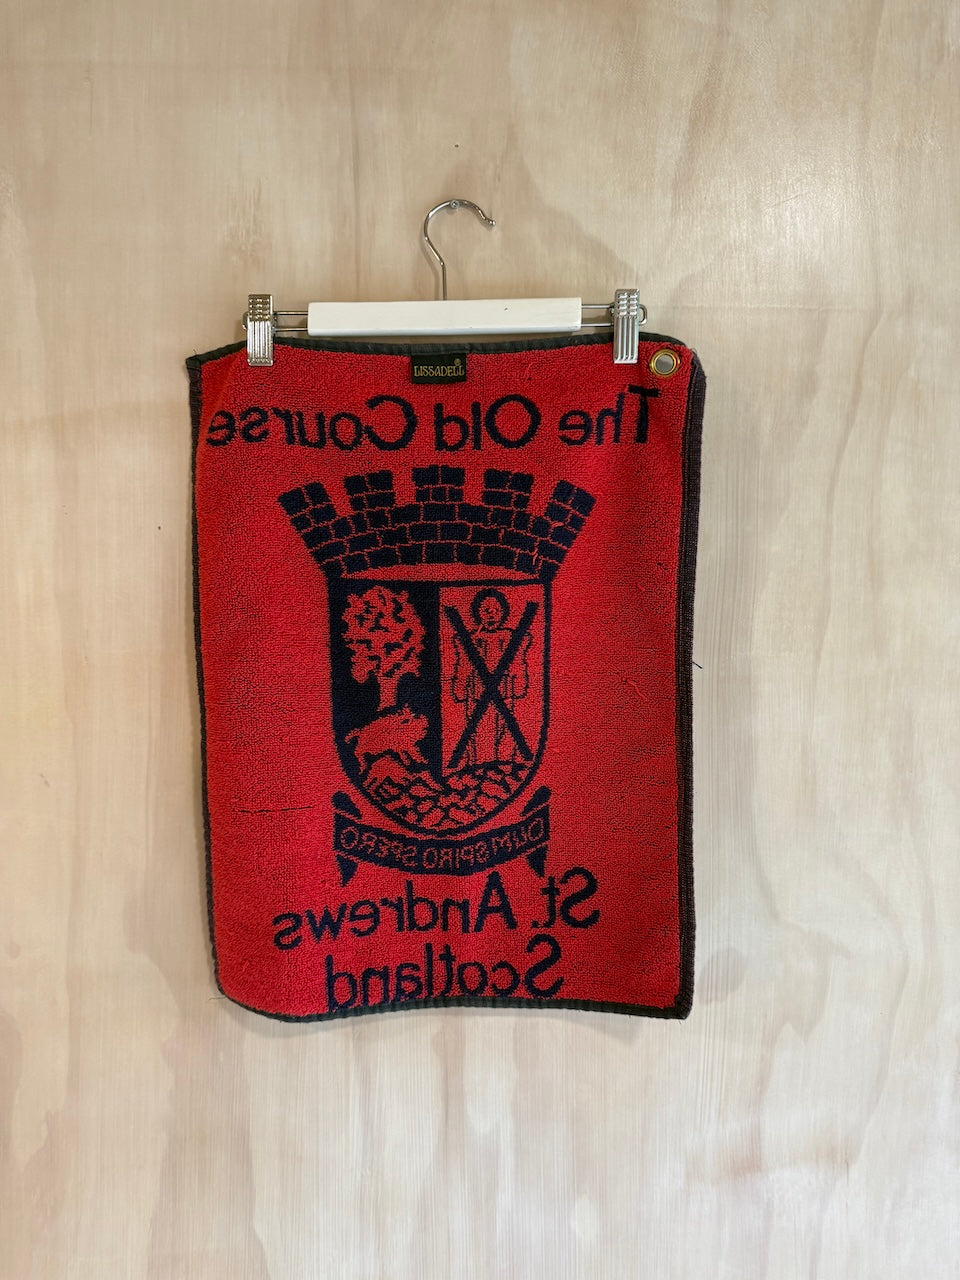 LISSADELL
The Old Course
DUM SPIRO SPERO
St. Andrews
Scotland